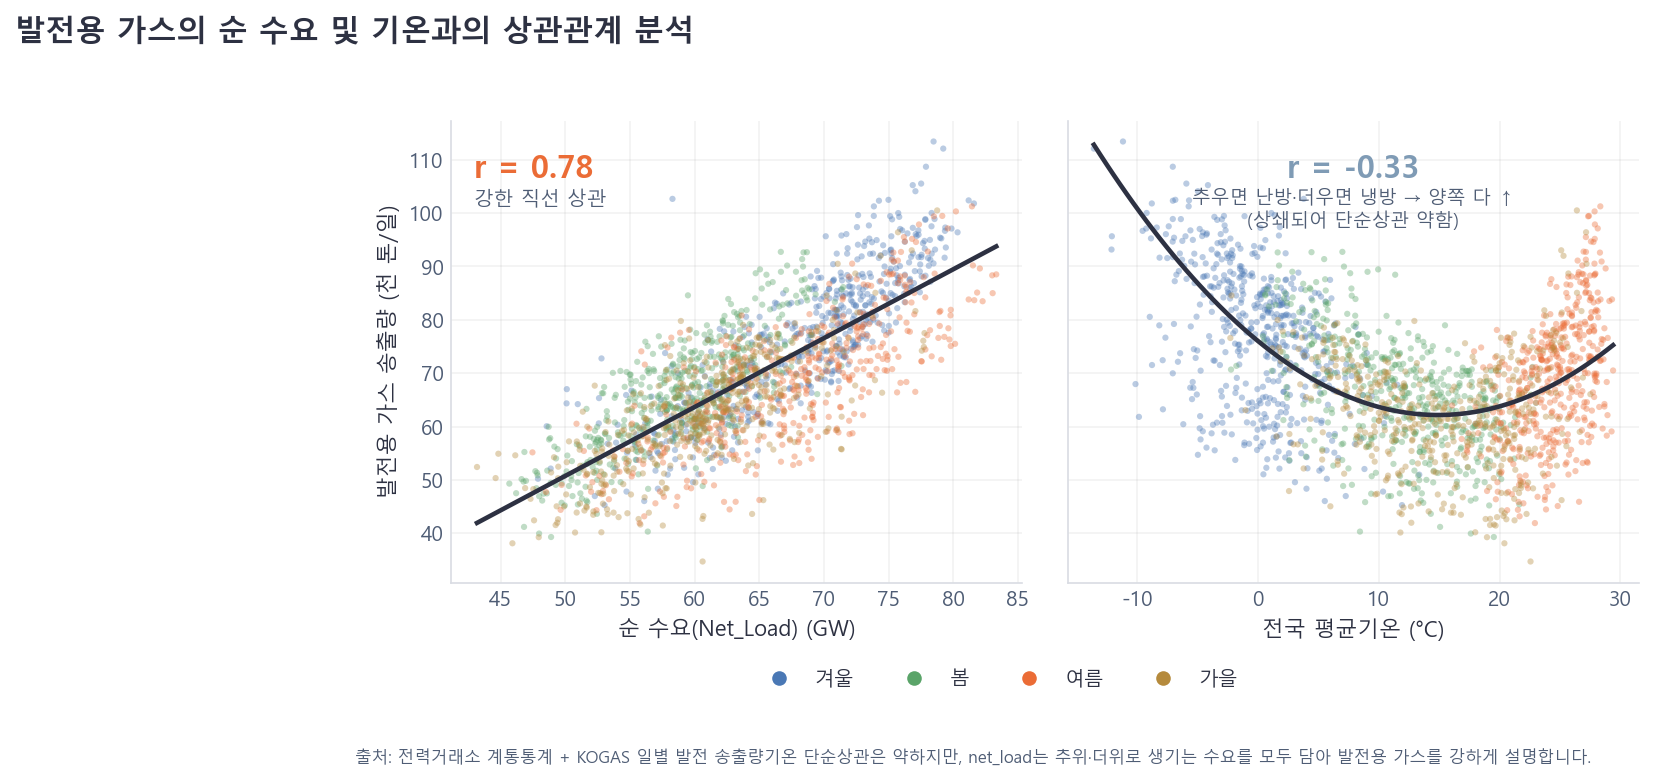 발전용 가스의 순 수요 및 기온과의 상관관계 분석
발전용 가스 송출량 (천 톤/일)
110
100
90
80
70
60
50
40
r = 0.78
강한 직선 상관
45 50 55 60 65 70 75 80 85
순 수요(Net_Load) (GW)
r = -0.33
추우면 난방·더우면 냉방 → 양쪽 다 ↑
(상쇄되어 단순상관 약함)
-10 0 10 20 30
전국 평균기온 (°C)
겨울 봄 여름 가을
출처: 전력거래소 계통통계 + KOGAS 일별 발전 송출량기온 단순상관은 약하지만, net_load는 추위·더위로 생기는 수요를 모두 담아 발전용 가스를 강하게 설명합니다.